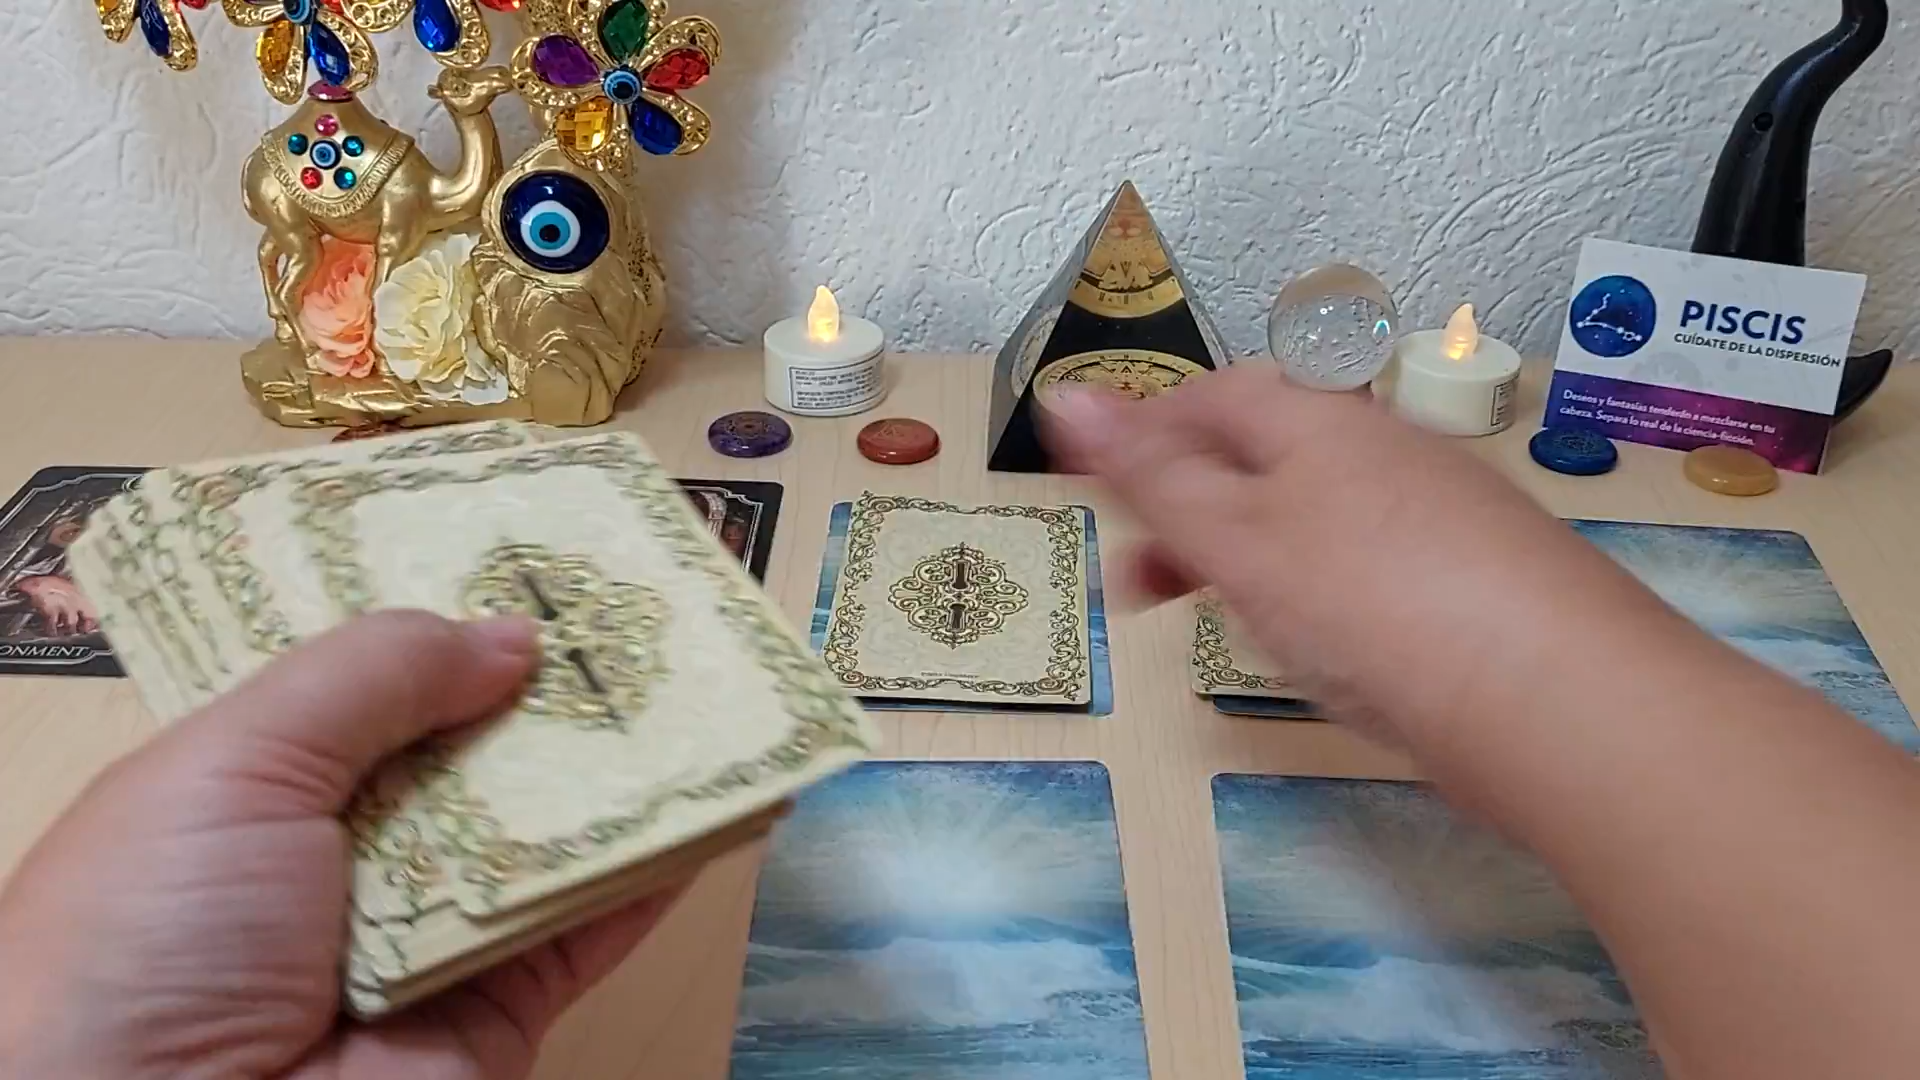 PISCIS
CUÍDATE DE LA DISPERSIÓN
Deseos y fantasías tenderán a mezclarse en tu
cabeza. Separa lo real de la ciencia-ficción.
ONMENT